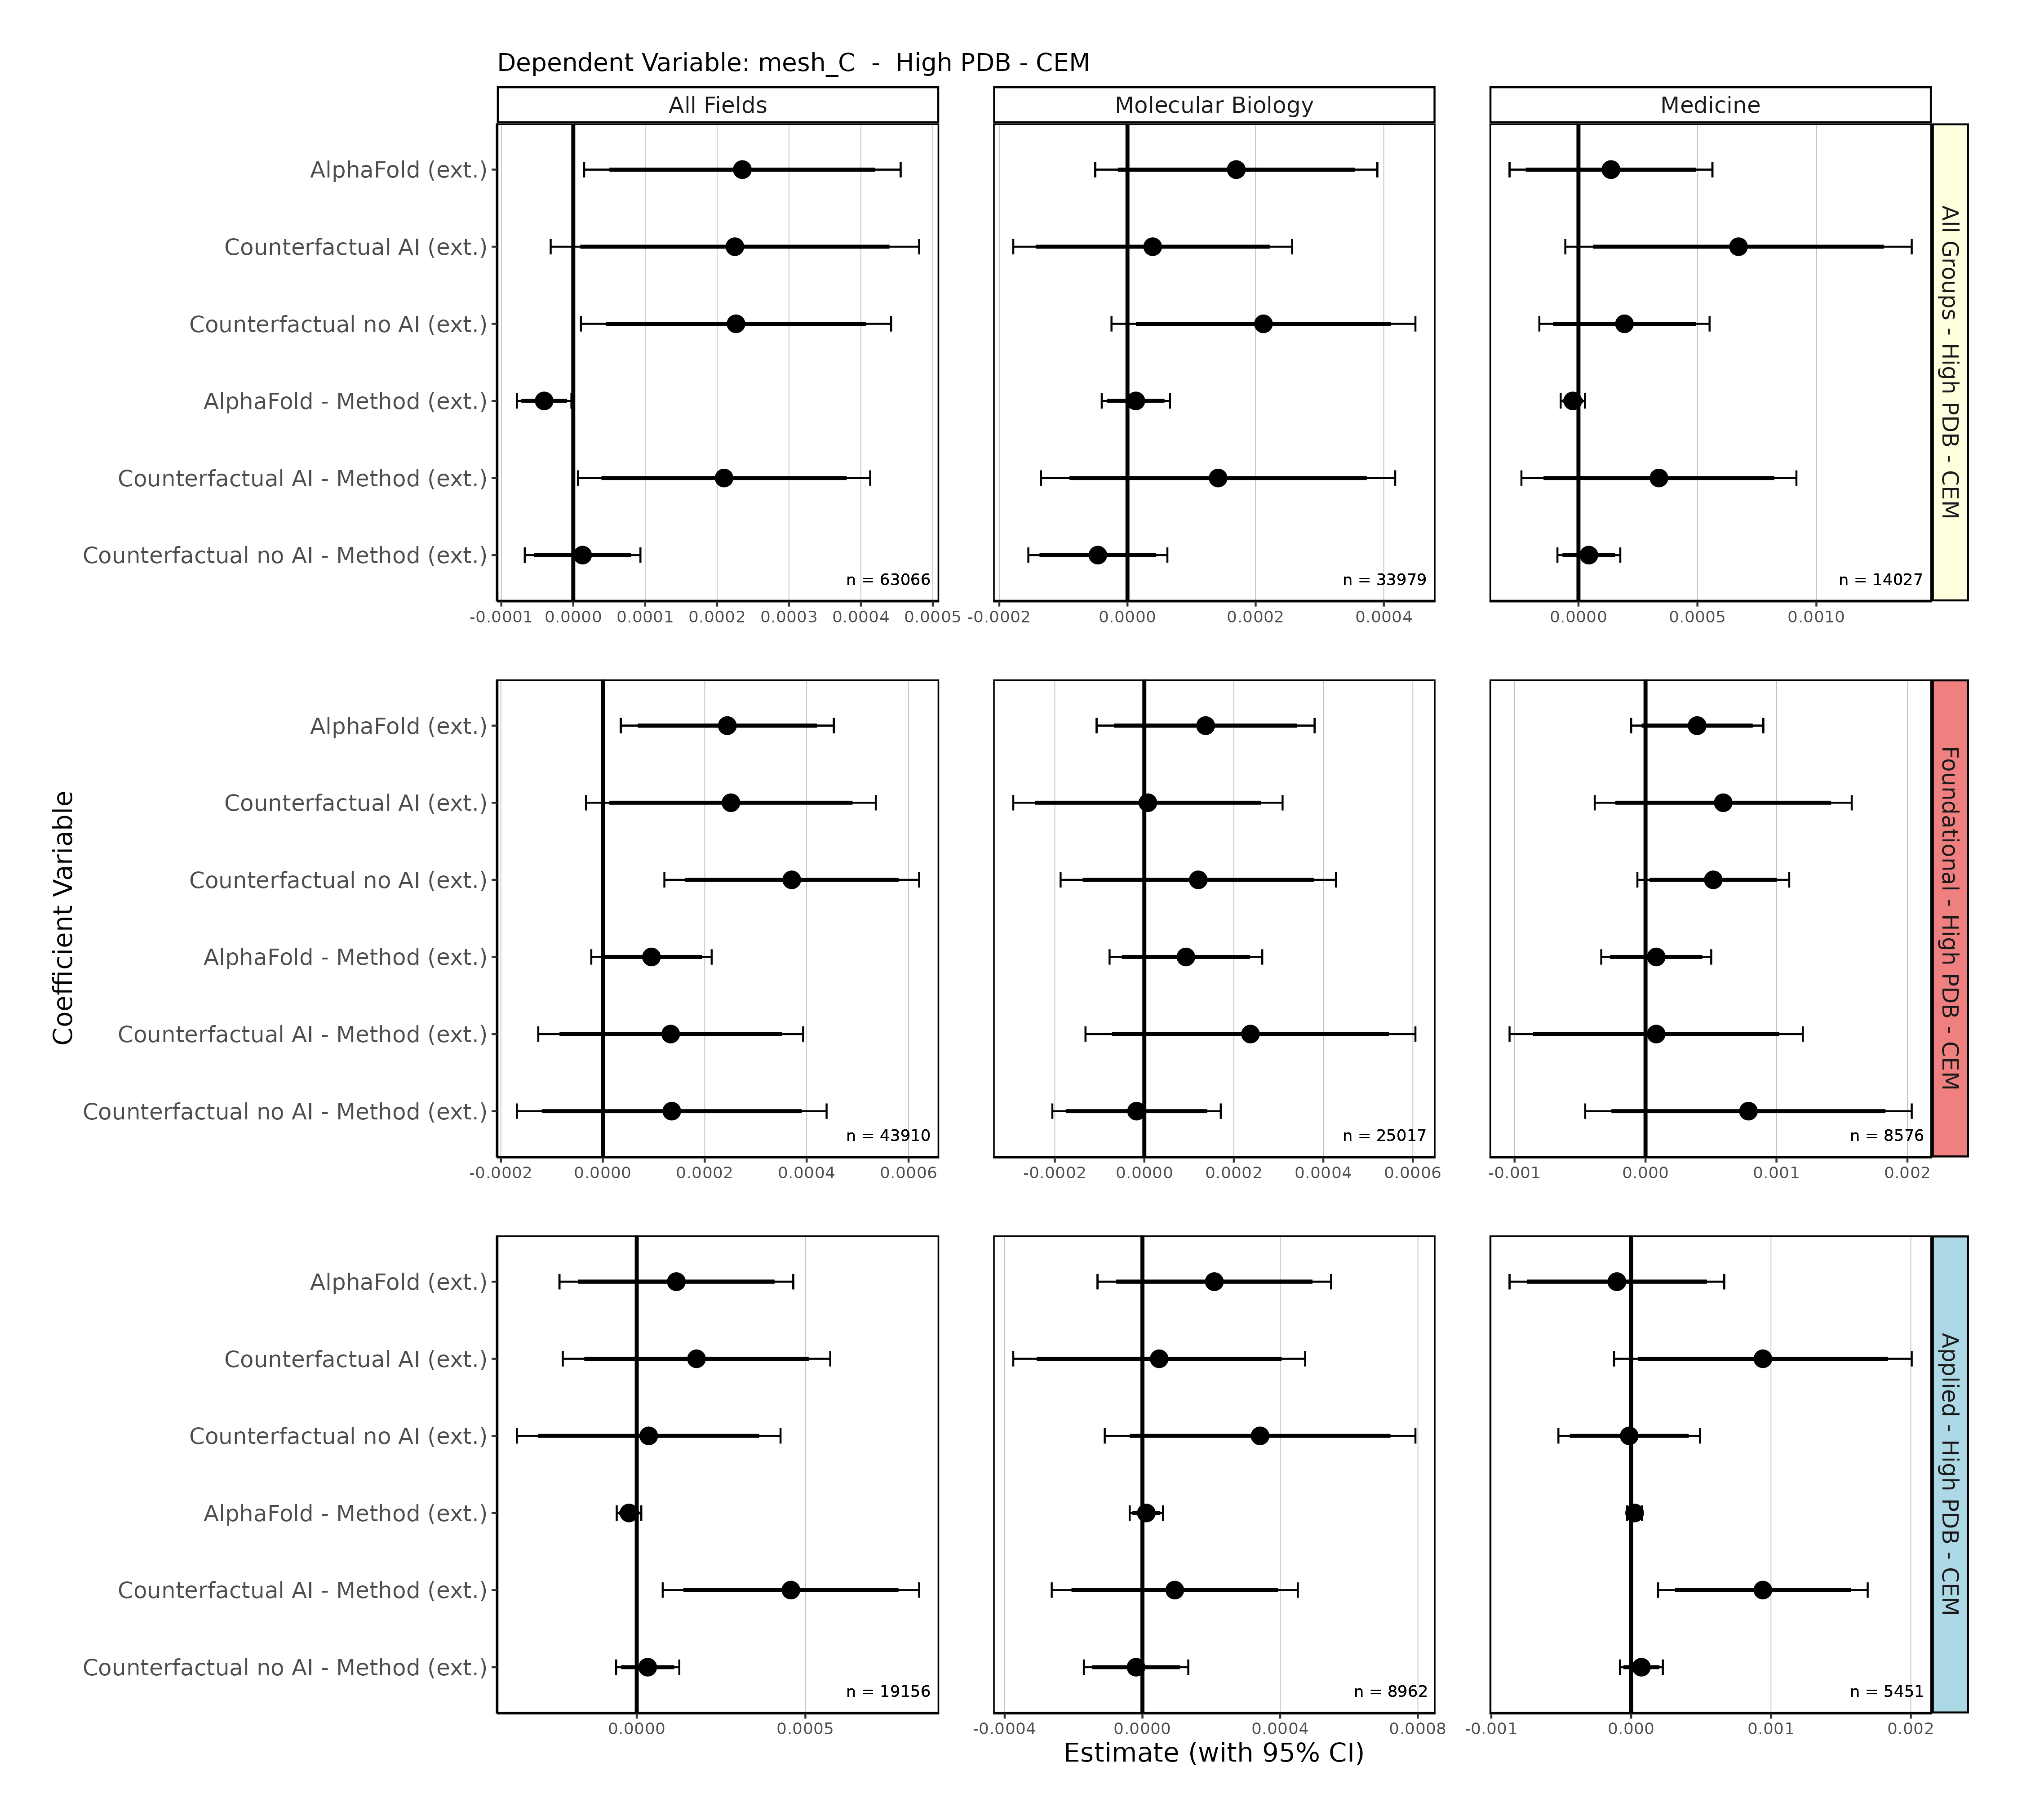 Dependent Variable: mesh_C - High PDB - CEM
All Fields
Molecular Biology
Medicine
AlphaFold (ext.)
Counterfactual AI (ext.)
Counterfactual no AI (ext.)
AlphaFold - Method (ext.)
Counterfactual AI - Method (ext.)
Counterfactual no AI - Method (ext.)
n = 63066
n = 33979
n = 14027
All Groups - High PDB - CEM
-0.0001 0.0000 0.0001 0.0002 0.0003 0.0004 0.0005
-0.0002 0.0000 0.0002 0.0004
0.0000 0.0005 0.0010
Coefficient Variable
AlphaFold (ext.)
Counterfactual AI (ext.)
Counterfactual no AI (ext.)
AlphaFold - Method (ext.)
Counterfactual AI - Method (ext.)
Counterfactual no AI - Method (ext.)
n = 43910
n = 25017
n = 8576
Foundational - High PDB - CEM
-0.0002 0.0000 0.0002 0.0004 0.0006
-0.0002 0.0000 0.0002 0.0004 0.0006
-0.001 0.000 0.001 0.002
AlphaFold (ext.)
Counterfactual AI (ext.)
Counterfactual no AI (ext.)
AlphaFold - Method (ext.)
Counterfactual AI - Method (ext.)
Counterfactual no AI - Method (ext.)
n = 19156
n = 8962
n = 5451
Applied - High PDB - CEM
0.0000 0.0005
-0.0004 0.0000 0.0004 0.0008
-0.001 0.000 0.001 0.002
Estimate (with 95% CI)